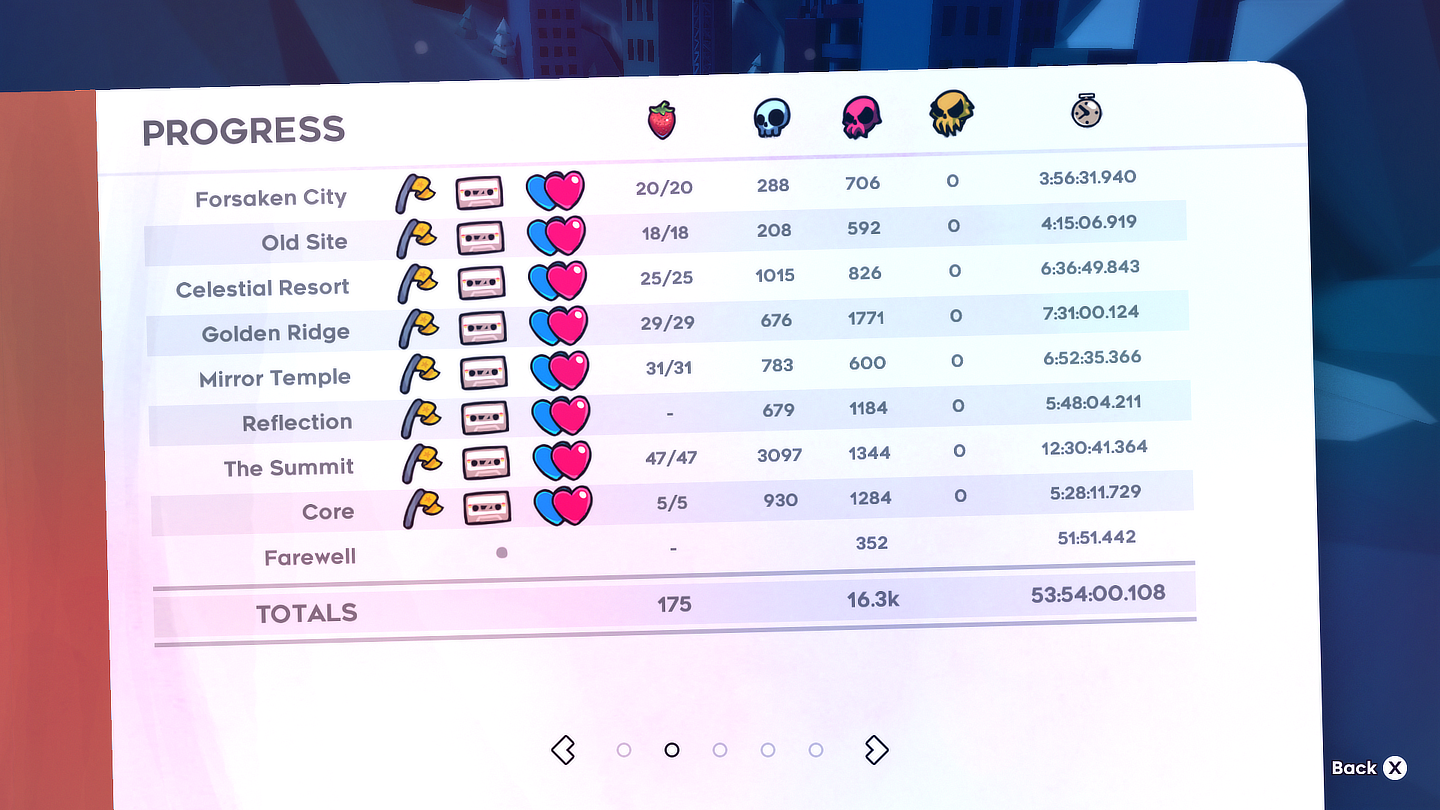 PROGRESS
Forsaken City 20/20 288 706 0 3:56:31.940
Old Site 18/18 208 592 0 4:15:06.919
Celestial Resort 25/25 1015 826 0 6:36:49.843
Golden Ridge 29/29 676 1771 0 7:31:00.124
Mirror Temple 31/31 783 600 0 6:52:35.366
Reflection - 679 1184 0 5:48:04.211
The Summit 47/47 3097 1344 0 12:30:41.364
Core 5/5 930 1284 0 5:28:11.729
Farewell - 352 51:51.442
TOTALS 175 16.3k 53:54:00.108
Back X